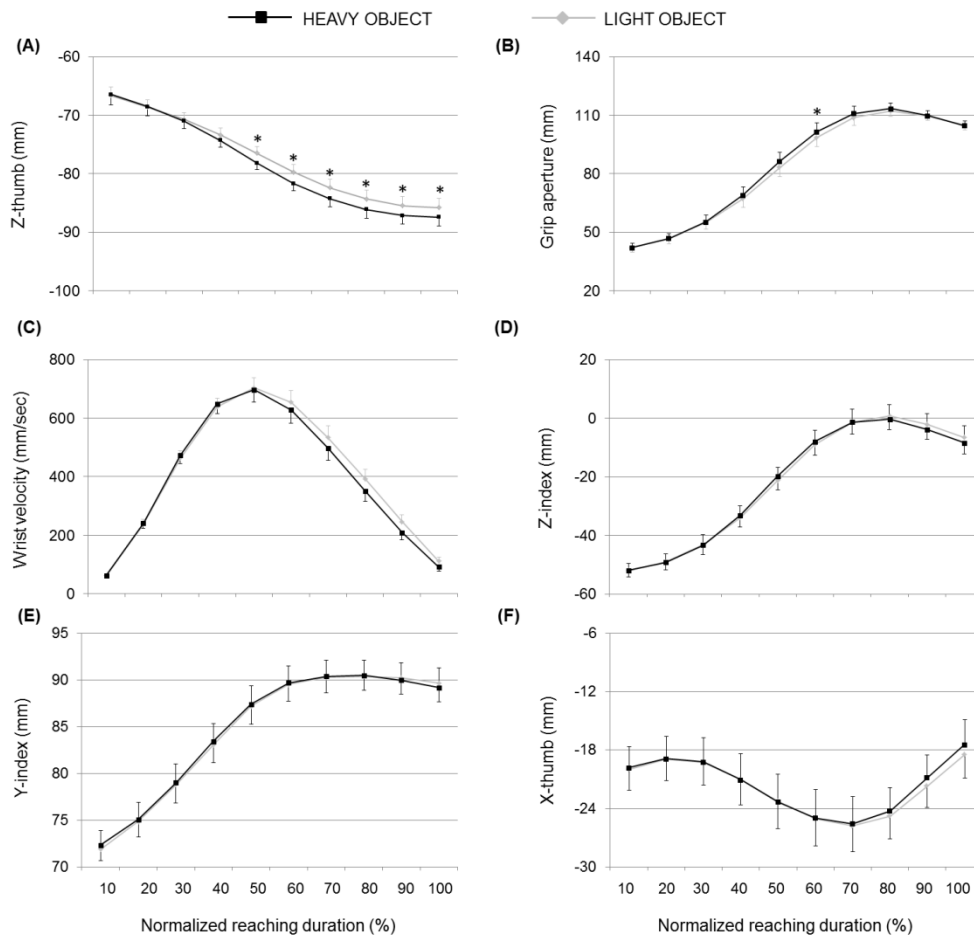 HEAVY OBJECT LIGHT OBJECT
(A) (B)
Z-thumb (mm)
-60
-70
-80
-90
-100
* * * * * *
Grip aperture (mm)
140
110
80
50
20
*
(C) (D)
Wrist velocity (mm/sec)
800
600
400
200
0
Z-index (mm)
20
0
-20
-40
-60
(E) (F)
Y-index (mm)
95
90
85
80
75
70
10 20 30 40 50 60 70 80 90 100
Normalized reaching duration (%)
X-thumb (mm)
-6
-12
-18
-24
-30
10 20 30 40 50 60 70 80 90 100
Normalized reaching duration (%)